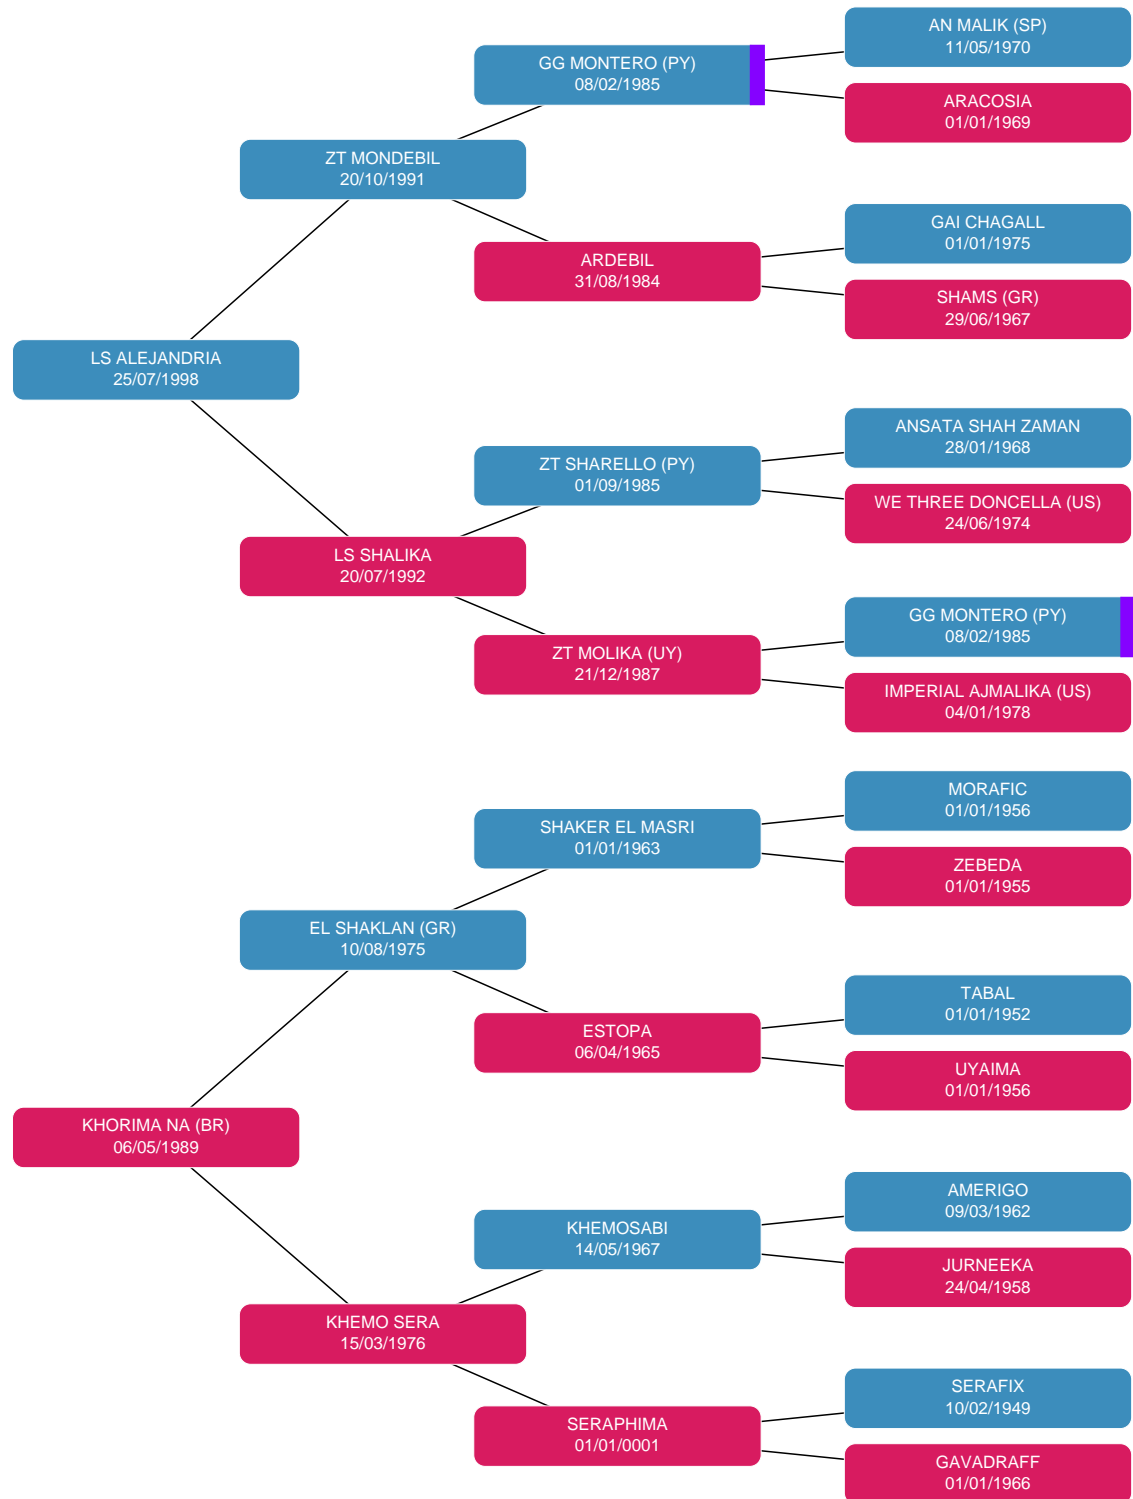 AN MALIK (SP)
11/05/1970
GG MONTERO (PY)
08/02/1985
ARACOSIA
01/01/1969
ZT MONDEBIL
20/10/1991
GAI CHAGALL
01/01/1975
ARDEBIL
31/08/1984
SHAMS (GR)
29/06/1967
LS ALEJANDRIA
25/07/1998
ANSATA SHAH ZAMAN
28/01/1968
ZT SHARELLO (PY)
01/09/1985
WE THREE DONCELLA (US)
24/06/1974
LS SHALIKA
20/07/1992
GG MONTERO (PY)
08/02/1985
ZT MOLIKA (UY)
21/12/1987
IMPERIAL AJMALIKA (US)
04/01/1978
MORAFIC
01/01/1956
SHAKER EL MASRI
01/01/1963
ZEBEDA
01/01/1955
EL SHAKLAN (GR)
10/08/1975
TABAL
01/01/1952
ESTOPA
06/04/1965
UYAIMA
01/01/1956
KHORIMA NA (BR)
06/05/1989
AMERIGO
09/03/1962
KHEMOSABI
14/05/1967
JURNEEKA
24/04/1958
KHEMO SERA
15/03/1976
SERAFIX
10/02/1949
SERAPHIMA
01/01/0001
GAVADRAFF
01/01/1966